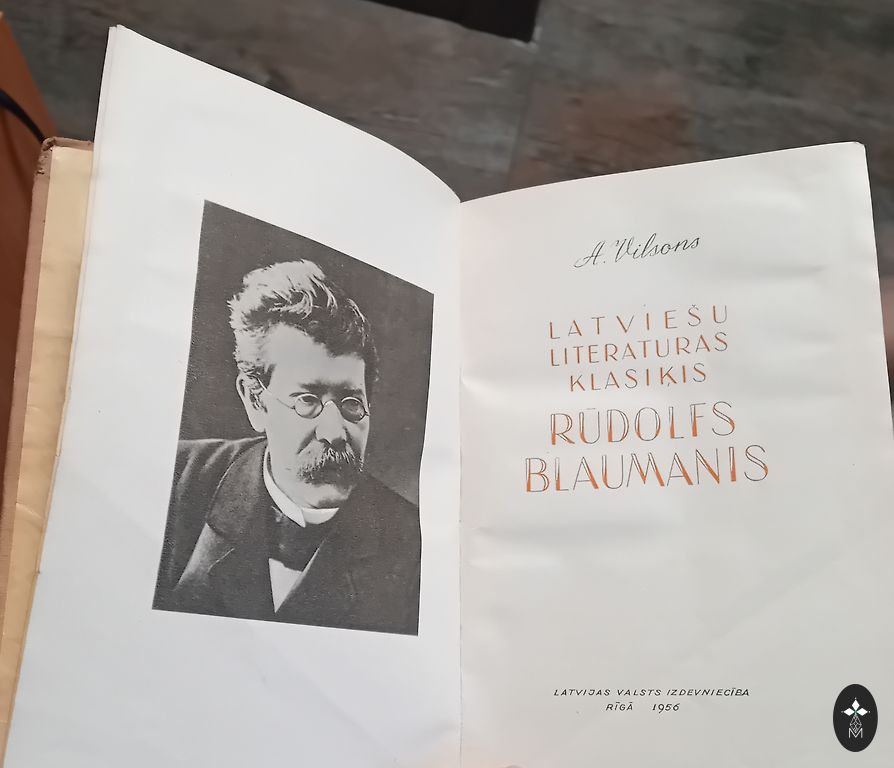 A. Vilsons
LATVIEŠU
LITERATURAS
KLASIĶIS
RŪDOLFS
BLAUMANIS
LATVIJAS VALSTS IZDEVNIECĪBA
RĪGĀ 1956